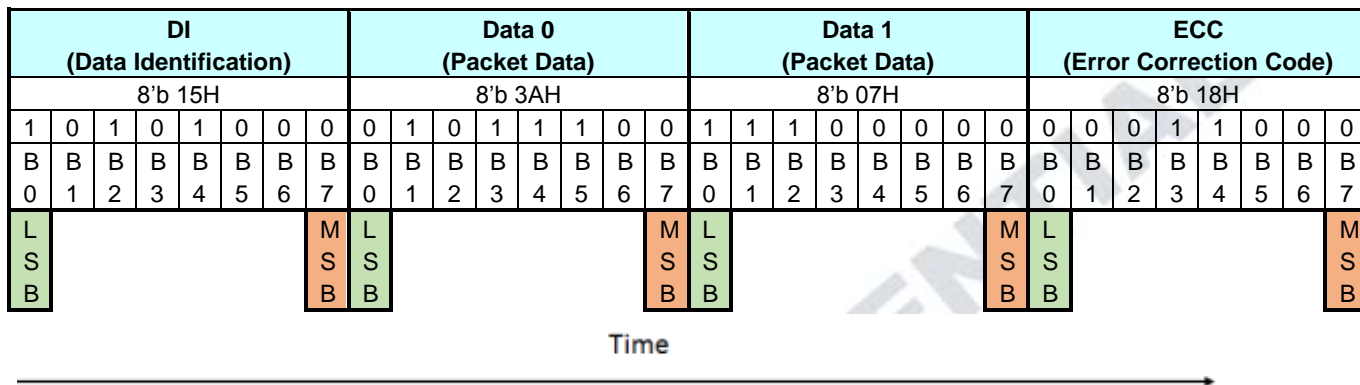 DI Data 0 Data 1 ECC
(Data Identification) (Packet Data) (Packet Data) (Error Correction Code)
8’b 15H 8’b 3AH 8’b 07H 8’b 18H
1 0 1 0 1 0 0 0 0 1 0 1 1 1 0 0 1 1 1 0 0 0 0 0 0 0 0 1 1 0 0 0
B B B B B B B B B B B B B B B B B B B B B B B B B B B B B B B B
0 1 2 3 4 5 6 7 0 1 2 3 4 5 6 7 0 1 2 3 4 5 6 7 0 1 2 3 4 5 6 7
L M L M L M L M
S S S S S S S S
B B B B B B B B
Time